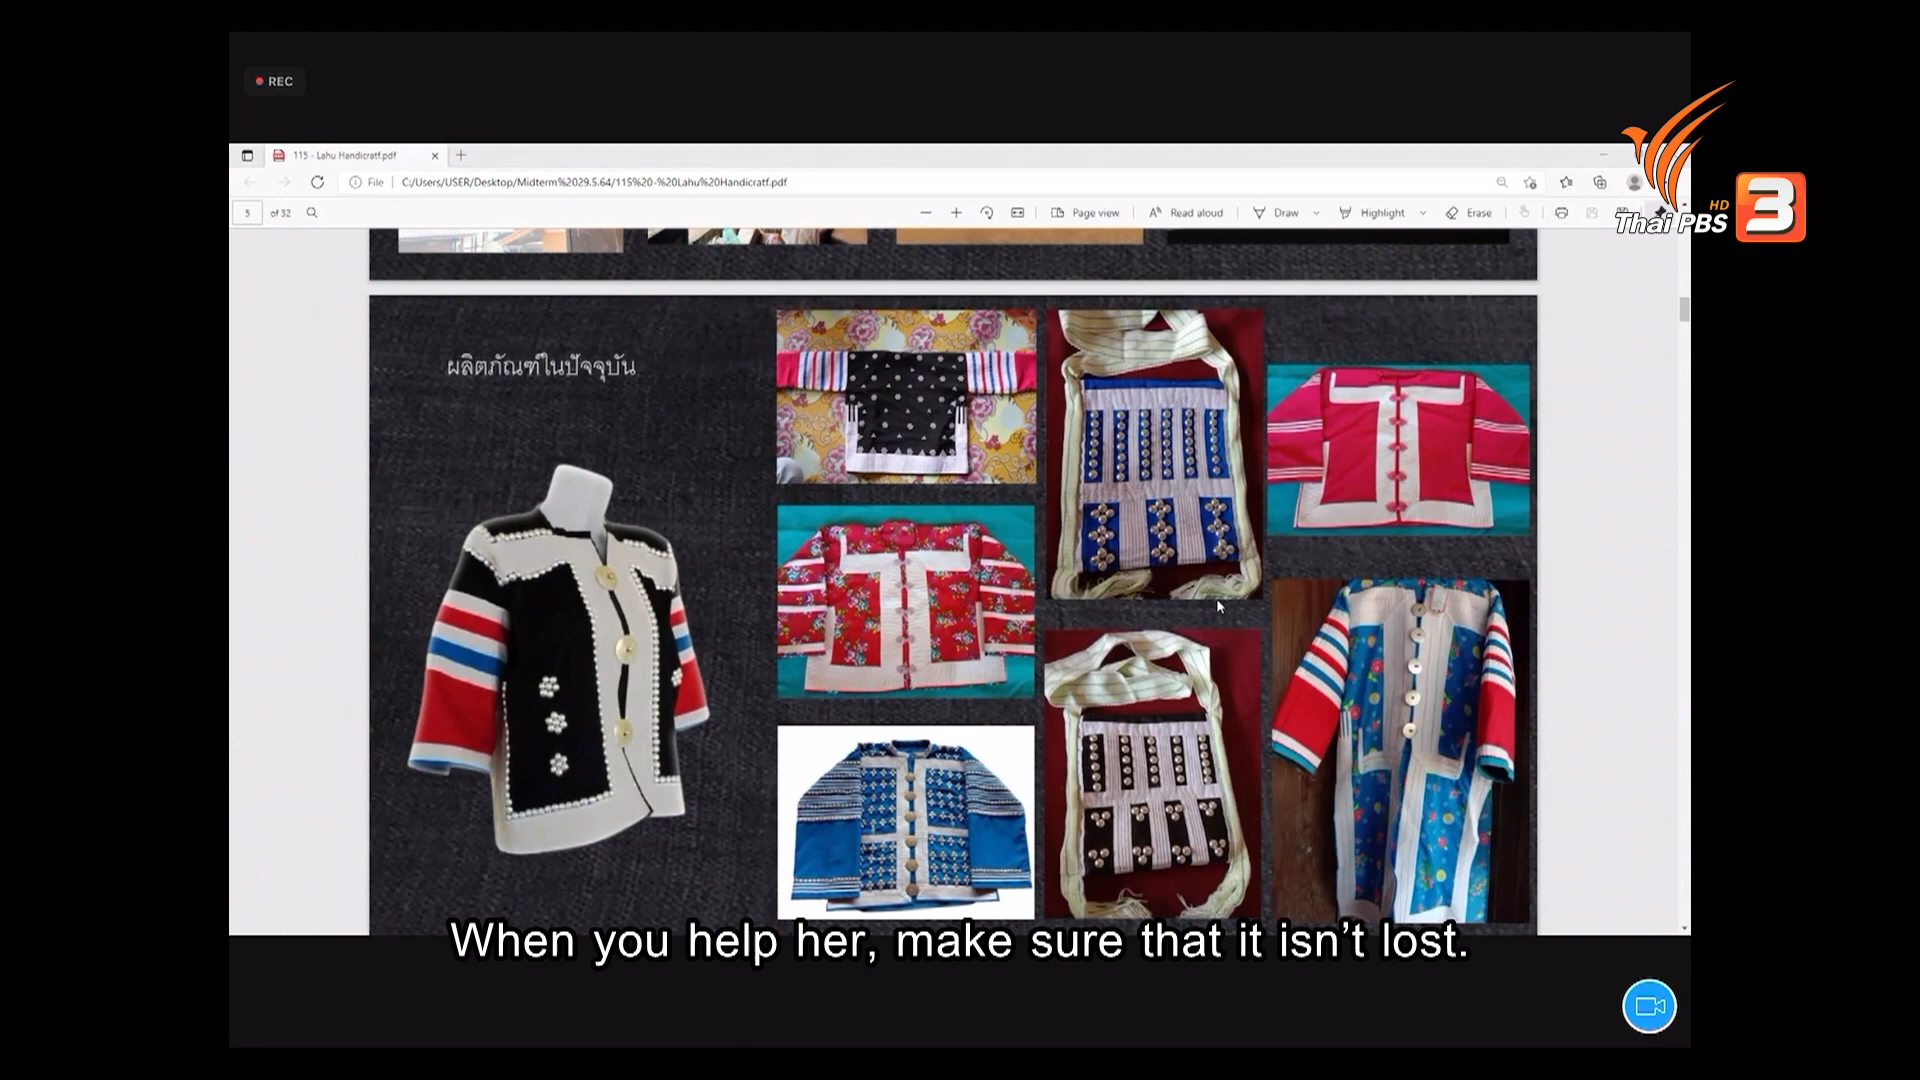 REC
115 - Lahu Handicratf.pdf
File C:/Users/USER/Desktop/Midterm%2029.5.64/115%20-%20Lahu%20Handicratf.pdf
5 of 32 Page view Read aloud Draw Highlight Erase
HD
Thai PBS 3
ผลิตภัณฑ์ในปัจจุบัน
When you help her, make sure that it isn't lost.